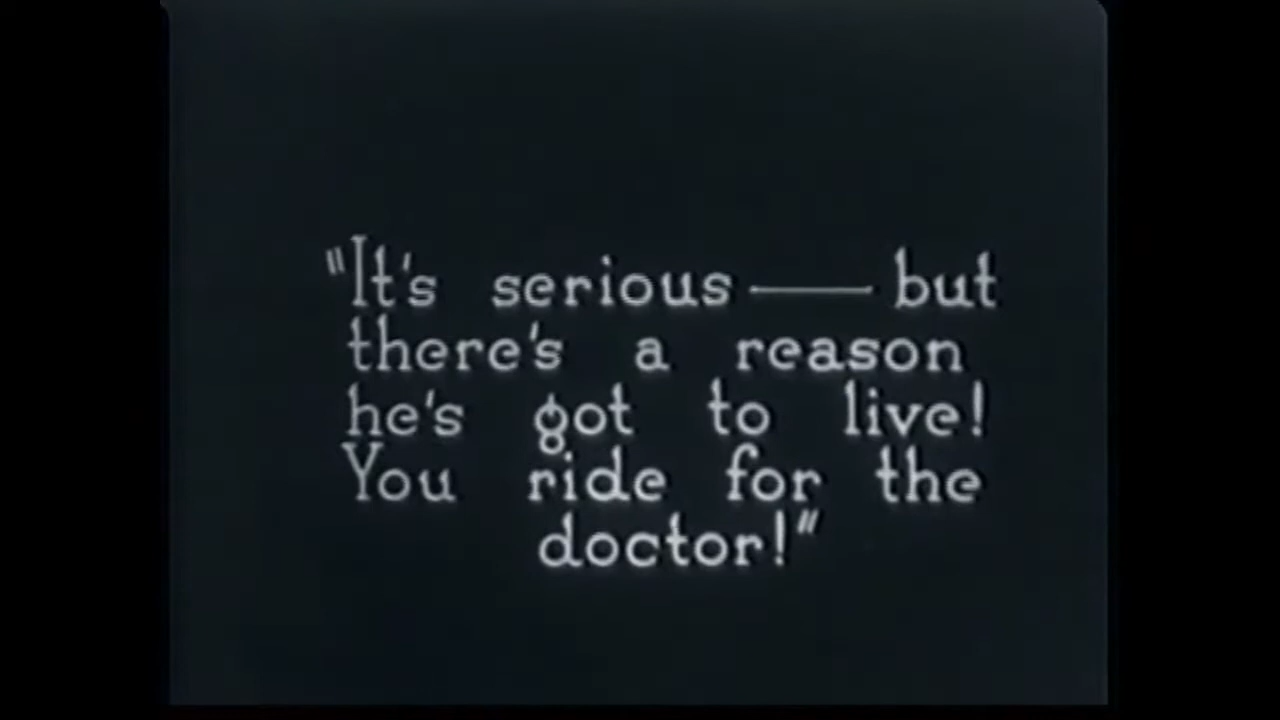 "It's serious — but
there's a reason
he's got to live!
You ride for the
doctor!"